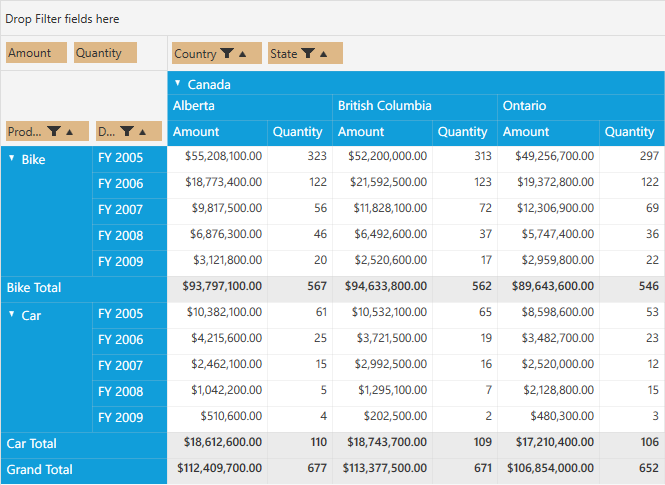 Drop Filter fields here
Amount Quantity Country State
Canada
Alberta British Columbia Ontario
Prod... D... Amount Quantity Amount Quantity Amount Quantity
Bike FY 2005 $55,208,100.00 323 $52,200,000.00 313 $49,256,700.00 297
FY 2006 $18,773,400.00 122 $21,592,500.00 123 $19,372,800.00 122
FY 2007 $9,817,500.00 56 $11,828,100.00 72 $12,306,900.00 69
FY 2008 $6,876,300.00 46 $6,492,600.00 37 $5,747,400.00 36
FY 2009 $3,121,800.00 20 $2,520,600.00 17 $2,959,800.00 22
Bike Total $93,797,100.00 567 $94,633,800.00 562 $89,643,600.00 546
Car FY 2005 $10,382,100.00 61 $10,532,100.00 65 $8,598,600.00 53
FY 2006 $4,215,600.00 25 $3,721,500.00 19 $3,482,700.00 23
FY 2007 $2,462,100.00 15 $2,992,500.00 16 $2,520,000.00 12
FY 2008 $1,042,200.00 5 $1,295,100.00 7 $2,128,800.00 15
FY 2009 $510,600.00 4 $202,500.00 2 $480,300.00 3
Car Total $18,612,600.00 110 $18,743,700.00 109 $17,210,400.00 106
Grand Total $112,409,700.00 677 $113,377,500.00 671 $106,854,000.00 652